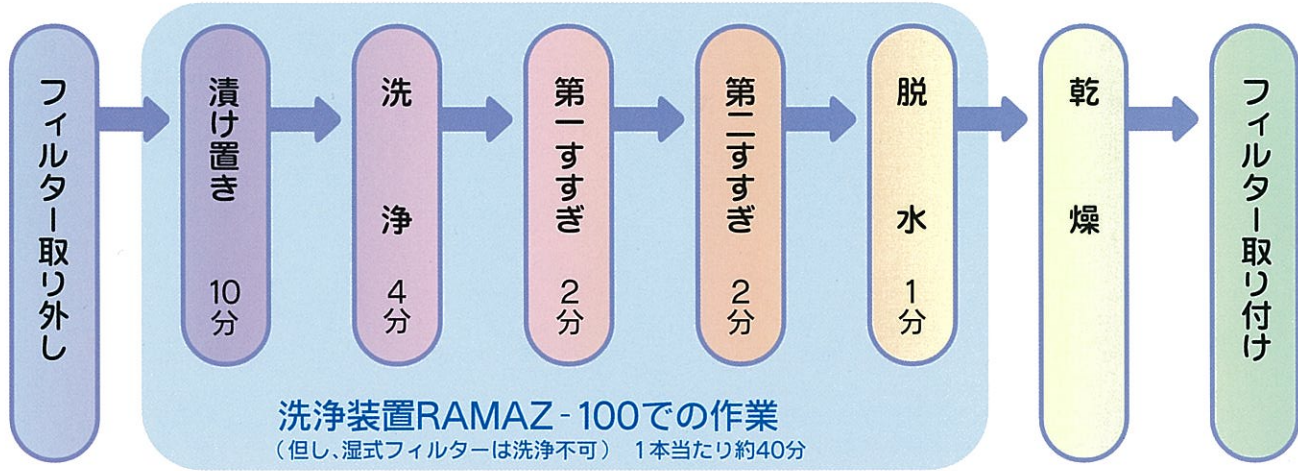 フィルター取り外し
漬け置き 10分
洗浄 4分
第一すすぎ 2分
第二すすぎ 2分
脱水 1分
乾燥
フィルター取り付け
洗浄装置RAMAZ-100での作業
(但し、湿式フィルターは洗浄不可) 1本当たり約40分